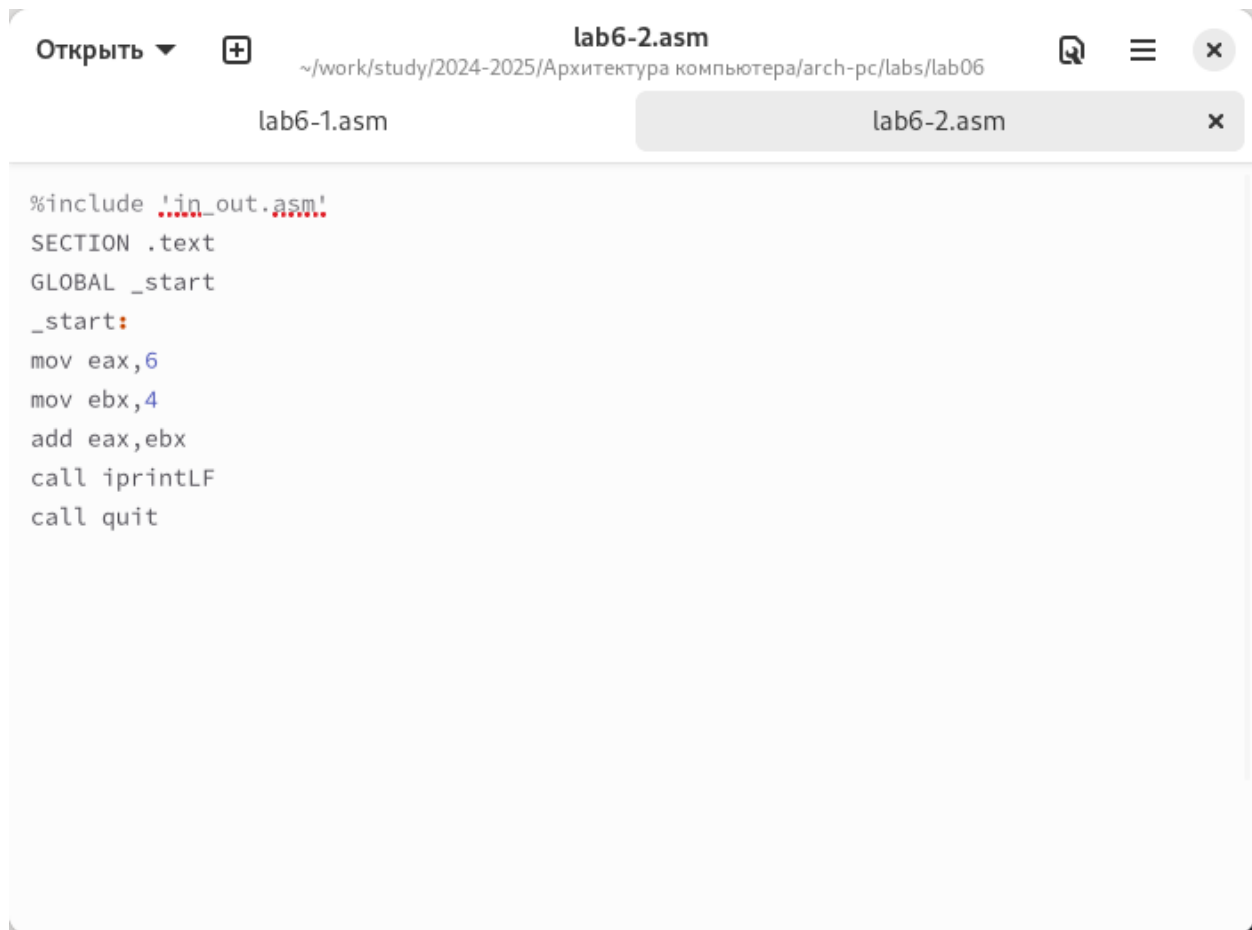 Открыть
lab6-2.asm
~/work/study/2024-2025/Архитектура компьютера/arch-pc/labs/lab06
lab6-1.asm
lab6-2.asm
%include 'in_out.asm'
SECTION .text
GLOBAL _start
_start:
mov eax,6
mov ebx,4
add eax,ebx
call iprintLF
call quit